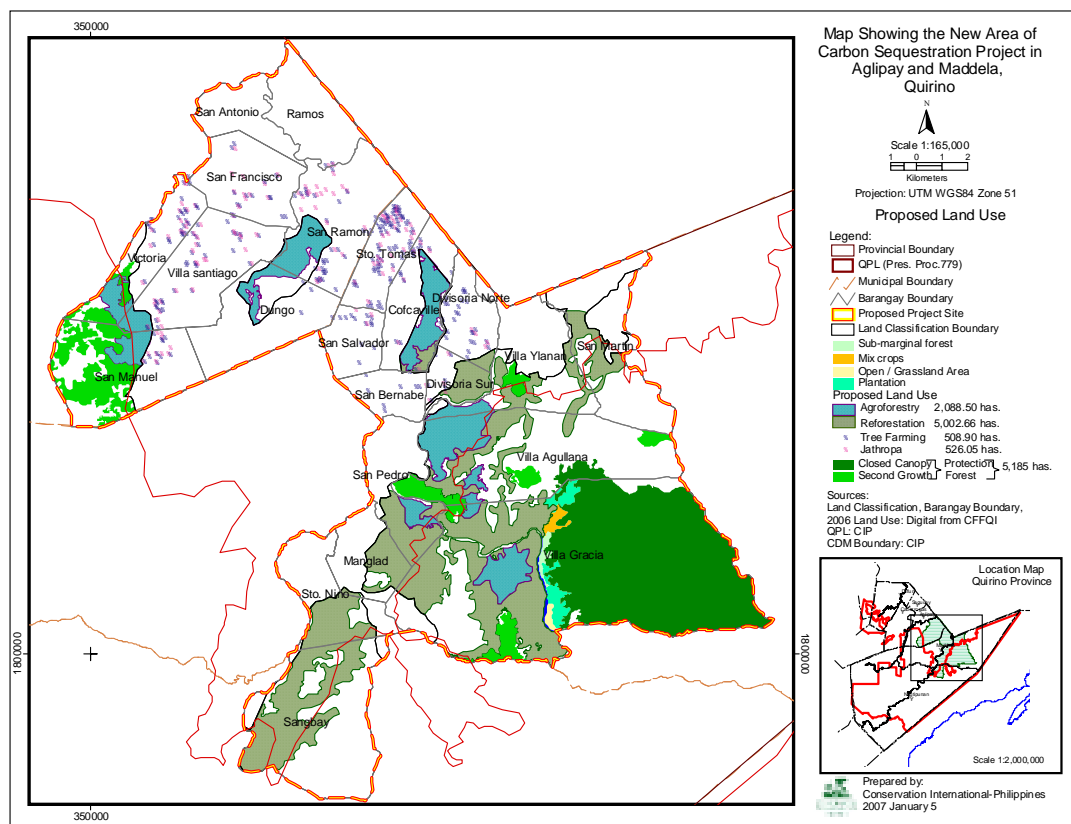 350000
Map Showing the New Area of
Carbon Sequestration Project in
Aglipay and Maddela,
Quirino
N
Scale 1:165,000
1 0 1 2
Kilometers
Projection: UTM WGS84 Zone 51
Proposed Land Use
Legend:
Provincial Boundary
QPL (Pres. Proc.779)
Municipal Boundary
Barangay Boundary
Proposed Project Site
Land Classification Boundary
Sub-marginal forest
Mix crops
Open / Grassland Area
Plantation
Proposed Land Use
Agroforestry 2,088.50 has.
Reforestation 5,002.66 has.
Tree Farming 508.90 has.
Jathropa 526.05 has.
Closed Canopy Protection 5,185 has.
Second Growth Forest
Sources:
Land Classification, Barangay Boundary,
2006 Land Use: Digital from CFFQI
QPL: CIP
CDM Boundary: CIP
Location Map
Quirino Province
Scale 1:2,000,000
Prepared by:
Conservation International-Philippines
2007 January 5
San Antonio
Ramos
San Francisco
San Ramon
Victoria
Villa santiago
Sto. Tomas
Dungo
Cofcaville
Divisoria Norte
San Salvador
Villa Ylanan
San Martin
San Manuel
Divisoria Sur
San Bernabe
Villa Agullana
San Pedro
Villa Gracia
Manglad
Sto. Nino
Sangbay
1800000
1800000
350000